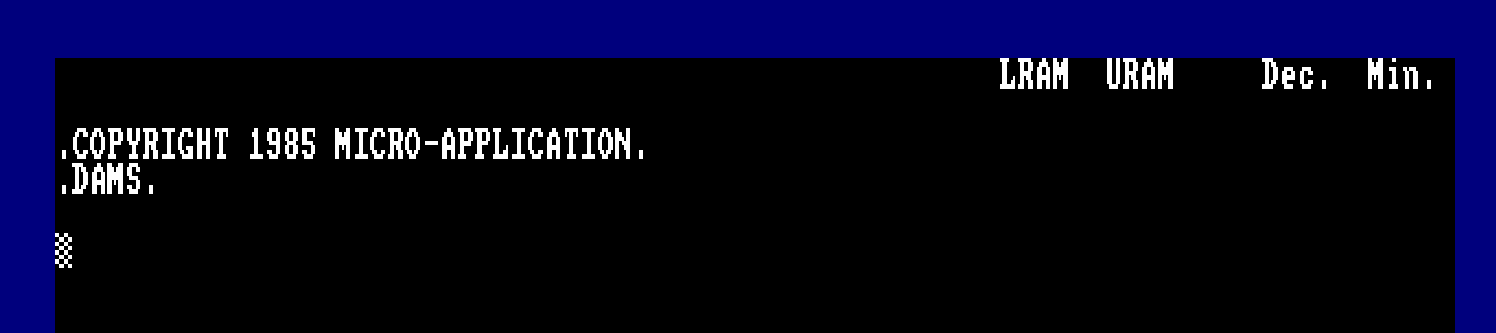 LRAM  URAM     Dec.  Min.
.COPYRIGHT 1985 MICRO-APPLICATION.
.DAMS.